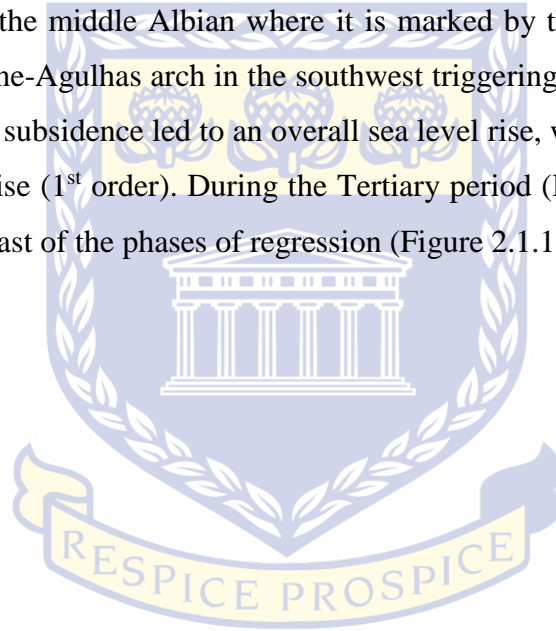 the middle Albian where it is marked by t
ne-Agulhas arch in the southwest triggering
subsidence led to an overall sea level rise, w
ise (1st order). During the Tertiary period (
ast of the phases of regression (Figure 2.1.1
RESPICE PROSPICE